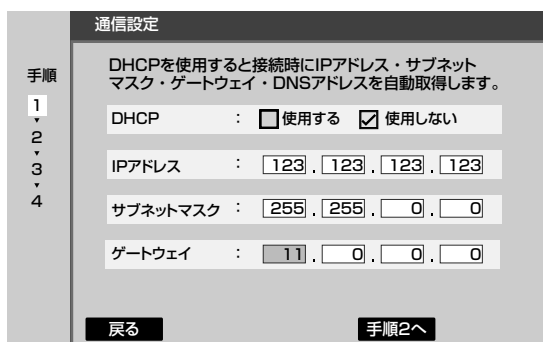 通信設定
手順
1
2
3
4
DHCPを使用すると接続時にIPアドレス・サブネット
マスク・ゲートウェイ・DNSアドレスを自動取得します。
DHCP : 使用する 使用しない
IPアドレス : 123 . 123 . 123 . 123
サブネットマスク : 255 . 255 . 0 . 0
ゲートウェイ : 11 . 0 . 0 . 0
戻る 手順2へ